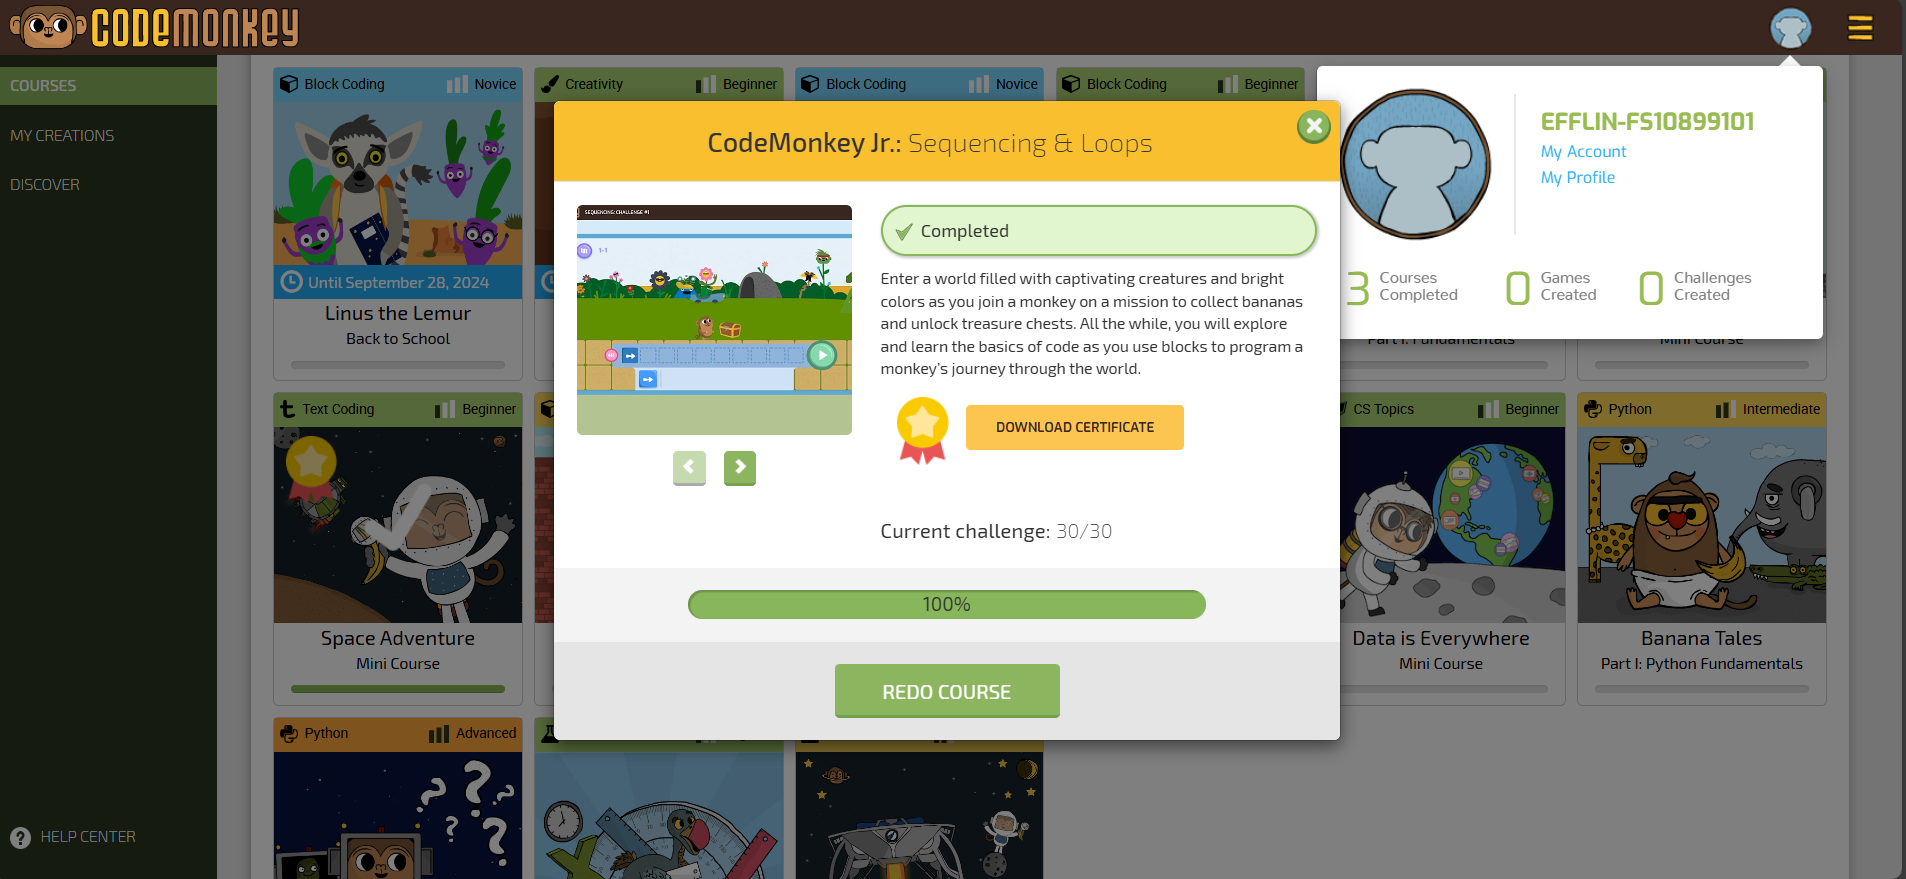 CODEMONKEY
COURSES
MY CREATIONS
DISCOVER
HELP CENTER
Block Coding
Novice
Creativity
Beginner
Block Coding
Novice
Block Coding
Beginner
Until September 28, 2024
Linus the Lemur
Back to School
EFFLIN-FS10899101
My Account
My Profile
3 Courses Completed
0 Games Created
0 Challenges Created
Part I: Fundamentals
Mini Course
CodeMonkey Jr.: Sequencing & Loops
SEQUENCING: CHALLENGE #1
1-1
Completed
Enter a world filled with captivating creatures and bright
colors as you join a monkey on a mission to collect bananas
and unlock treasure chests. All the while, you will explore
and learn the basics of code as you use blocks to program a
monkey's journey through the world.
DOWNLOAD CERTIFICATE
Current challenge: 30/30
100%
REDO COURSE
Text Coding
Beginner
Space Adventure
Mini Course
CS Topics
Beginner
Data is Everywhere
Mini Course
Python
Intermediate
Banana Tales
Part I: Python Fundamentals
Python
Advanced